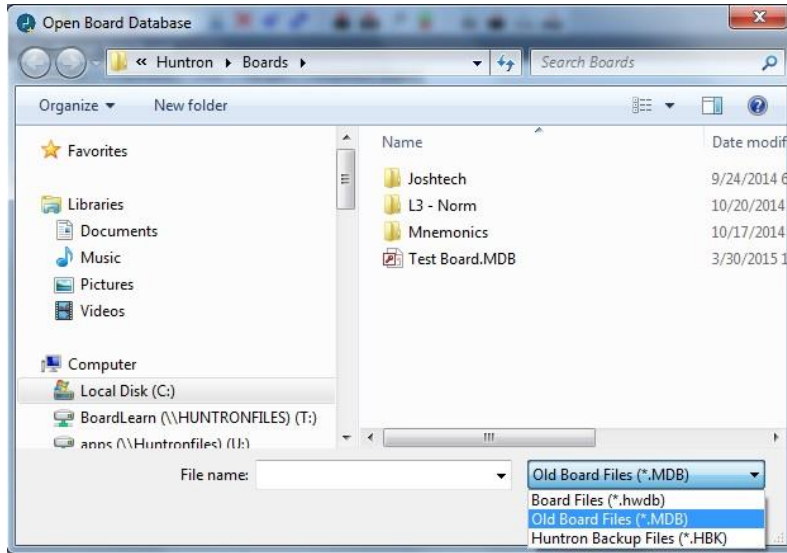 Open Board Database
« Huntron ▸ Boards ▸
Search Boards
Organize ▾ New folder
Favorites
Libraries
Documents
Music
Pictures
Videos
Computer
Local Disk (C:)
BoardLearn (\\HUNTRONFILES) (T:)
apps (\\Huntronfiles) (U:)
Name Date modif
Joshtech 9/24/2014 6
L3 - Norm 10/20/2014
Mnemonics 10/17/2014
Test Board.MDB 3/30/2015 1
File name:
Old Board Files (*.MDB)
Board Files (*.hwdb)
Old Board Files (*.MDB)
Huntron Backup Files (*.HBK)